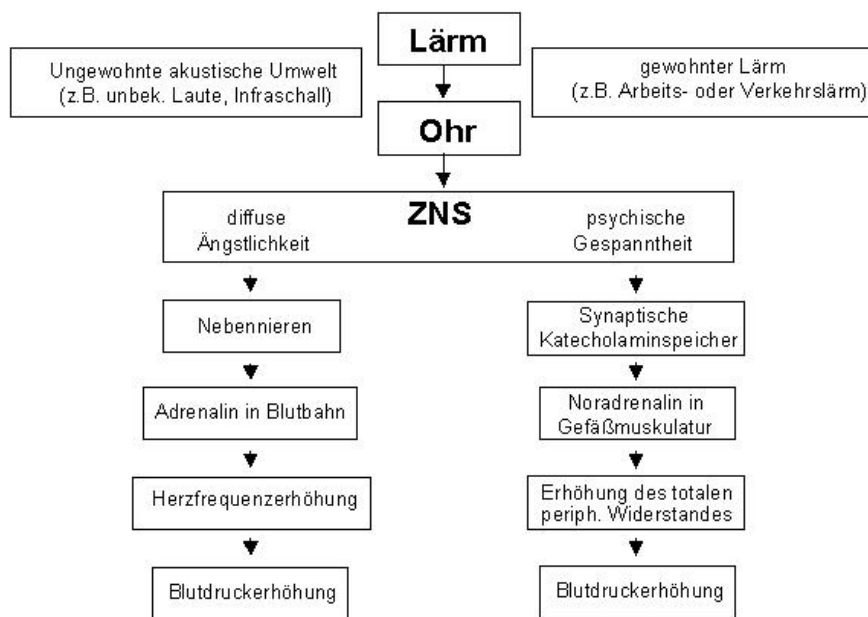 Lärm
Ungewohnte akustische Umwelt
(z.B. unbek. Laute, Infraschall)
gewohnter Lärm
(z.B. Arbeits- oder Verkehrslärm)
Ohr
ZNS
diffuse
Ängstlichkeit
psychische
Gespanntheit
Nebennieren
Synaptische
Katecholaminspeicher
Adrenalin in Blutbahn
Noradrenalin in
Gefäßmuskulatur
Herzfrequenzerhöhung
Erhöhung des totalen
periph. Widerstandes
Blutdruckerhöhung
Blutdruckerhöhung